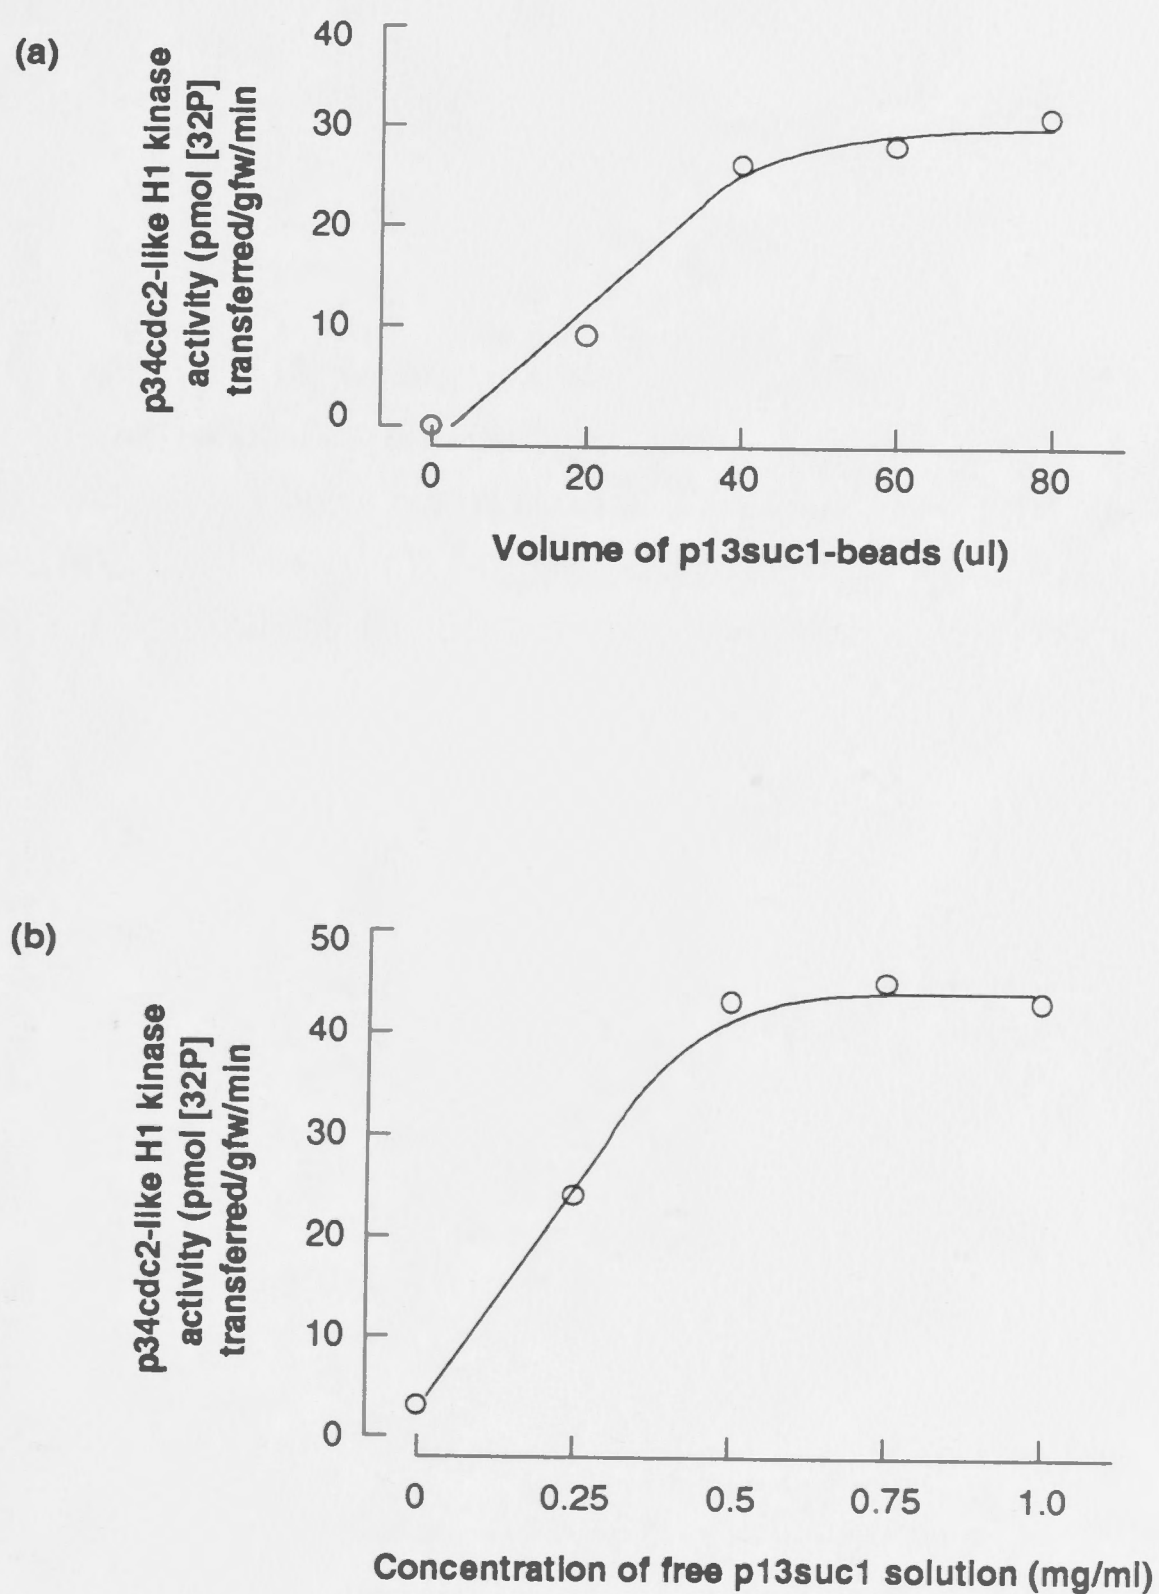 (a)
p34cdc2-like H1 kinase
activity (pmol [32P]
transferred/gfw/min
40
30
20
10
0
0 20 40 60 80
Volume of p13suc1-beads (ul)
(b)
p34cdc2-like H1 kinase
activity (pmol [32P]
transferred/gfw/min
50
40
30
20
10
0
0 0.25 0.5 0.75 1.0
Concentration of free p13suc1 solution (mg/ml)